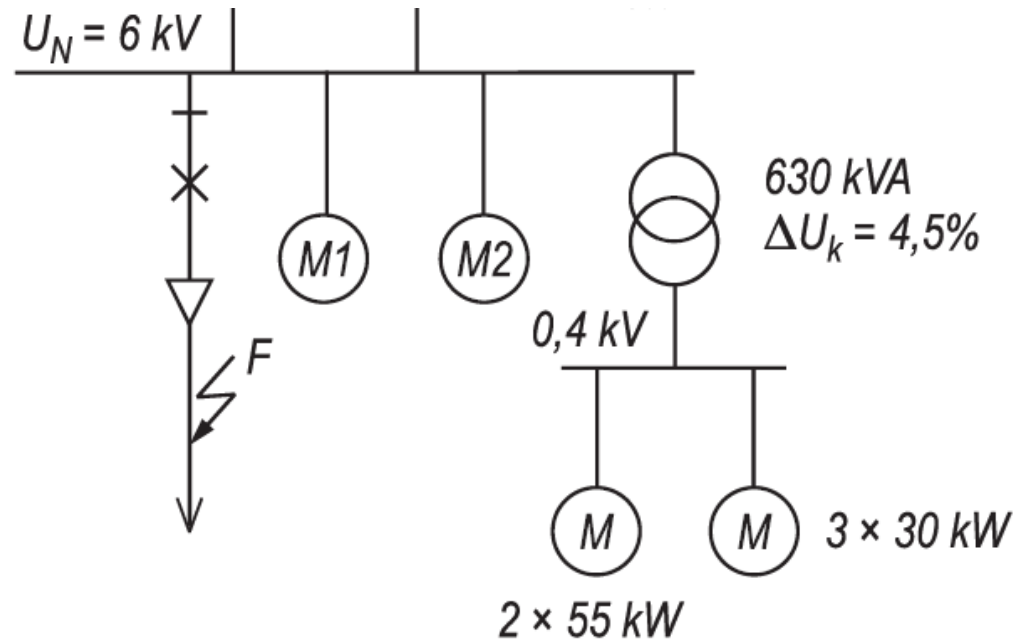 U_N = 6 kV
M1
M2
630 kVA
ΔU_k = 4,5%
0,4 kV
F
M
M
3 × 30 kW
2 × 55 kW